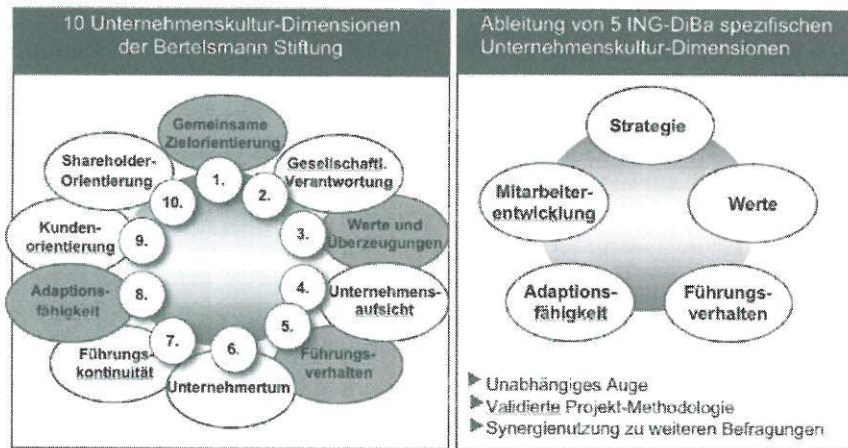 10 Unternehmenskultur-Dimensionen
der Bertelsmann Stiftung
Gemeinsame
Zielorientierung
1.
Gesellschaftl.
Verantwortung
2.
Werte und
Überzeugungen
3.
Unternehmens-
aufsicht
4.
Führungs-
verhalten
5.
Unternehmertum
6.
Führungs-
kontinuität
7.
Adaptions-
fähigkeit
8.
Kunden-
orientierung
9.
Shareholder-
Orientierung
10.
Ableitung von 5 ING-DiBa spezifischen
Unternehmenskultur-Dimensionen
Strategie
Werte
Führungs-
verhalten
Adaptions-
fähigkeit
Mitarbeiter-
entwicklung
Unabhängiges Auge
Validierte Projekt-Methodologie
Synergienutzung zu weiteren Befragungen